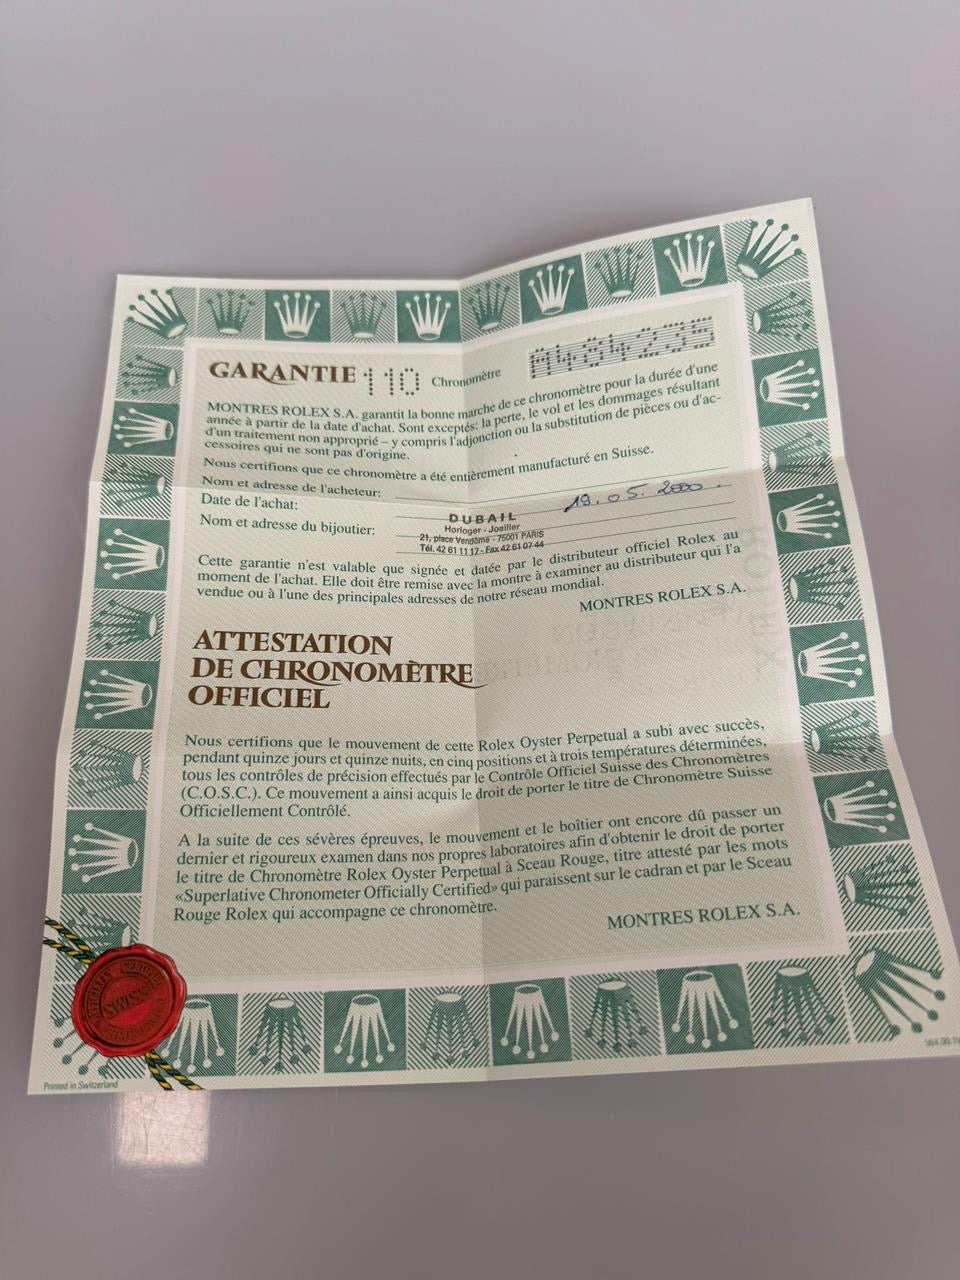 GARANTIE 110 Chronomètre A484235
MONTRES ROLEX S.A. garantit la bonne marche de ce chronomètre pour la durée d'une
année à partir de la date d'achat. Sont exceptés: la perte, le vol et les dommages résultant
d'un traitement non approprié – y compris l'adjonction ou la substitution de pièces ou d'ac-
cessoires qui ne sont pas d'origine.
Nous certifions que ce chronomètre a été entièrement manufacturé en Suisse.
Nom et adresse de l'acheteur:
Date de l'achat: 19.05.2000.
Nom et adresse du bijoutier:
DUBAIL
Horloger - Joaillier
21, place Vendôme - 75001 PARIS
Tél. 42 61 11 17 - Fax 42 61 07 44
Cette garantie n'est valable que signée et datée par le distributeur officiel Rolex au
moment de l'achat. Elle doit être remise avec la montre à examiner au distributeur qui l'a
vendue ou à l'une des principales adresses de notre réseau mondial.
MONTRES ROLEX S.A.
ATTESTATION
DE CHRONOMÈTRE
OFFICIEL
Nous certifions que le mouvement de cette Rolex Oyster Perpetual a subi avec succès,
pendant quinze jours et quinze nuits, en cinq positions et à trois températures déterminées,
tous les contrôles de précision effectués par le Contrôle Officiel Suisse des Chronomètres
(C.O.S.C.). Ce mouvement a ainsi acquis le droit de porter le titre de Chronomètre Suisse
Officiellement Contrôlé.
A la suite de ces sévères épreuves, le mouvement et le boîtier ont encore dû passer un
dernier et rigoureux examen dans nos propres laboratoires afin d'obtenir le droit de porter
le titre de Chronomètre Rolex Oyster Perpetual à Sceau Rouge, titre attesté par les mots
«Superlative Chronometer Officially Certified» qui paraissent sur le cadran et par le Sceau
Rouge Rolex qui accompagne ce chronomètre.
MONTRES ROLEX S.A.
SWISS
Printed in Switzerland